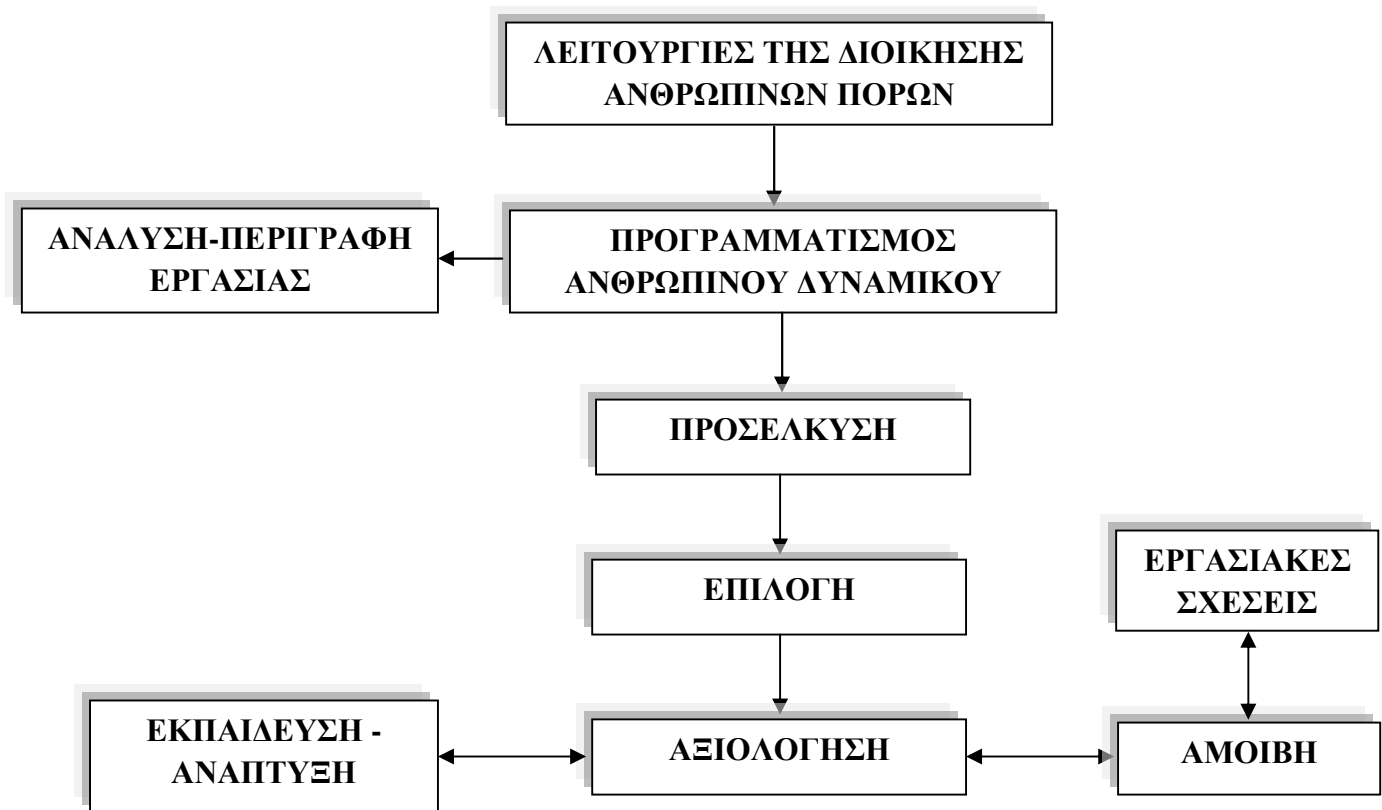 ΛΕΙΤΟΥΡΓΙΕΣ ΤΗΣ ΔΙΟΙΚΗΣΗΣ
ΑΝΘΡΩΠΙΝΩΝ ΠΟΡΩΝ
ΑΝΑΛΥΣΗ-ΠΕΡΙΓΡΑΦΗ
ΕΡΓΑΣΙΑΣ
ΠΡΟΓΡΑΜΜΑΤΙΣΜΟΣ
ΑΝΘΡΩΠΙΝΟΥ ΔΥΝΑΜΙΚΟΥ
ΠΡΟΣΕΛΚΥΣΗ
ΕΠΙΛΟΓΗ
ΕΡΓΑΣΙΑΚΕΣ
ΣΧΕΣΕΙΣ
ΕΚΠΑΙΔΕΥΣΗ -
ΑΝΑΠΤΥΞΗ
ΑΞΙΟΛΟΓΗΣΗ
ΑΜΟΙΒΗ